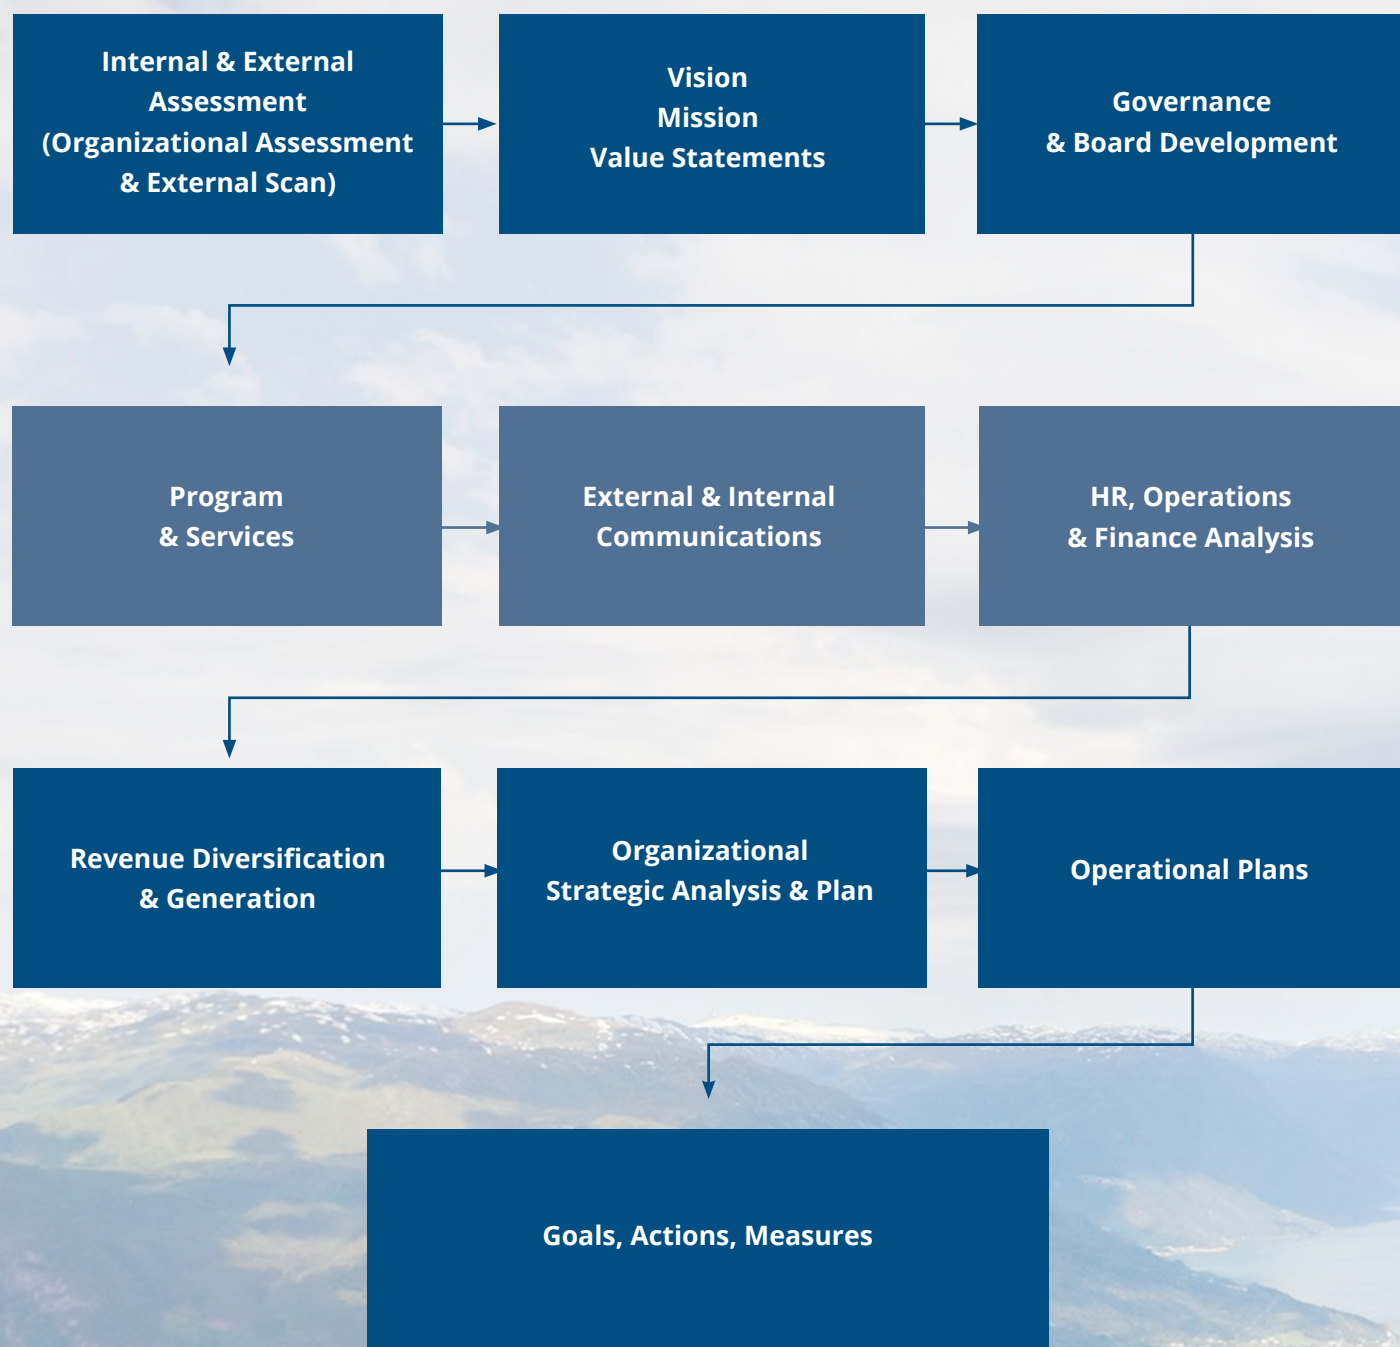 Internal & External
Assessment
(Organizational Assessment
& External Scan)
Vision
Mission
Value Statements
Governance
& Board Development
Program
& Services
External & Internal
Communications
HR, Operations
& Finance Analysis
Revenue Diversification
& Generation
Organizational
Strategic Analysis & Plan
Operational Plans
Goals, Actions, Measures